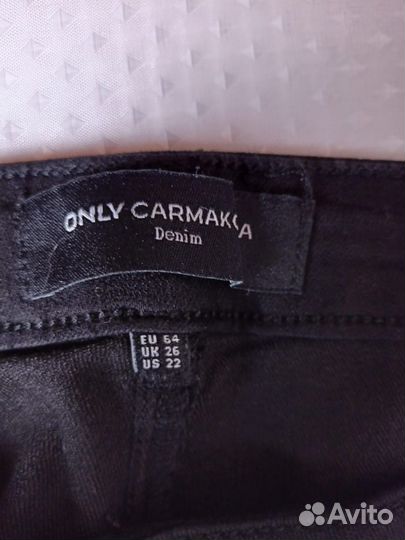 ONLY CARMAKOMA
Denim
EU 54
UK 26
US 22
Avito